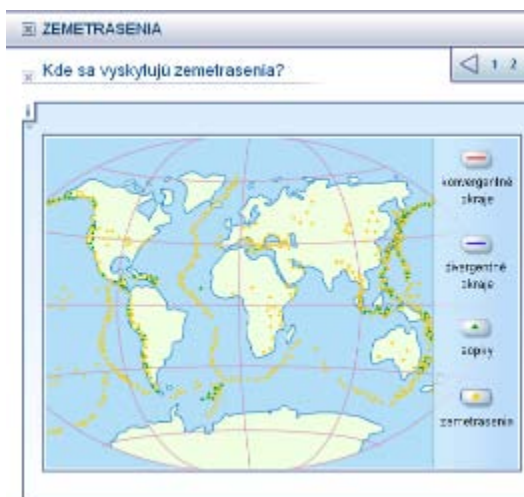 ZEMETRASENIA
Kde sa vyskytujú zemetrasenia?
1 2
konvergentné
okraje
divergentné
okraje
sopky
zemetrasenia